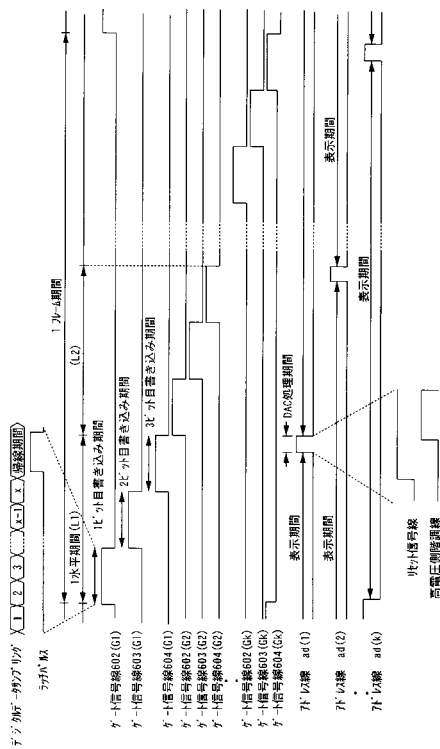 デジタルデータサンプリング
1
2
3
...
x-1
x
帰線期間
ラッチパルス
1フレーム期間
1水平期間(L1)
(L2)
1ビット目書き込み期間
2ビット目書き込み期間
3ビット目書き込み期間
ゲート信号線602(G1)
ゲート信号線603(G1)
ゲート信号線604(G1)
ゲート信号線602(G2)
ゲート信号線603(G2)
ゲート信号線604(G2)
ゲート信号線602(Gk)
ゲート信号線603(Gk)
ゲート信号線604(Gk)
DAC処理期間
アドレス線 ad(1)
表示期間
アドレス線 ad(2)
表示期間
表示期間
アドレス線 ad(k)
表示期間
リセット信号線
高電圧側階調線